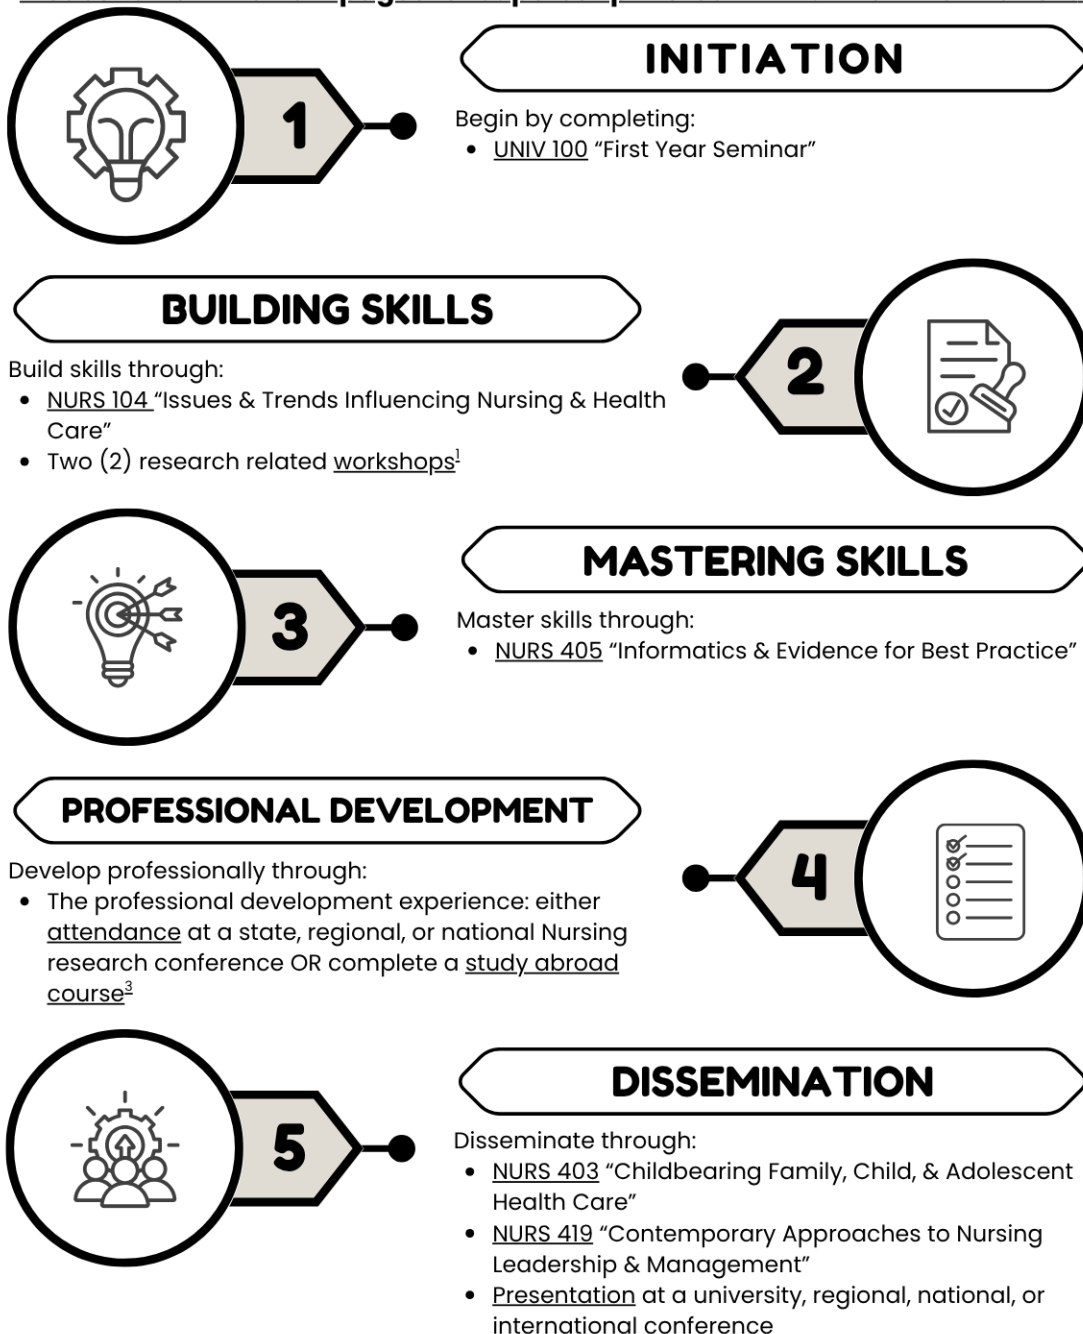 1
INITIATION
Begin by completing:
• UNIV 100 “First Year Seminar”
BUILDING SKILLS
2
Build skills through:
• NURS 104 “Issues & Trends Influencing Nursing & Health
Care”
• Two (2) research related workshops¹
3
MASTERING SKILLS
Master skills through:
• NURS 405 “Informatics & Evidence for Best Practice”
PROFESSIONAL DEVELOPMENT
4
Develop professionally through:
• The professional development experience: either
attendance at a state, regional, or national Nursing
research conference OR complete a study abroad
course³
5
DISSEMINATION
Disseminate through:
• NURS 403 “Childbearing Family, Child, & Adolescent
Health Care”
• NURS 419 “Contemporary Approaches to Nursing
Leadership & Management”
• Presentation at a university, regional, national, or
international conference